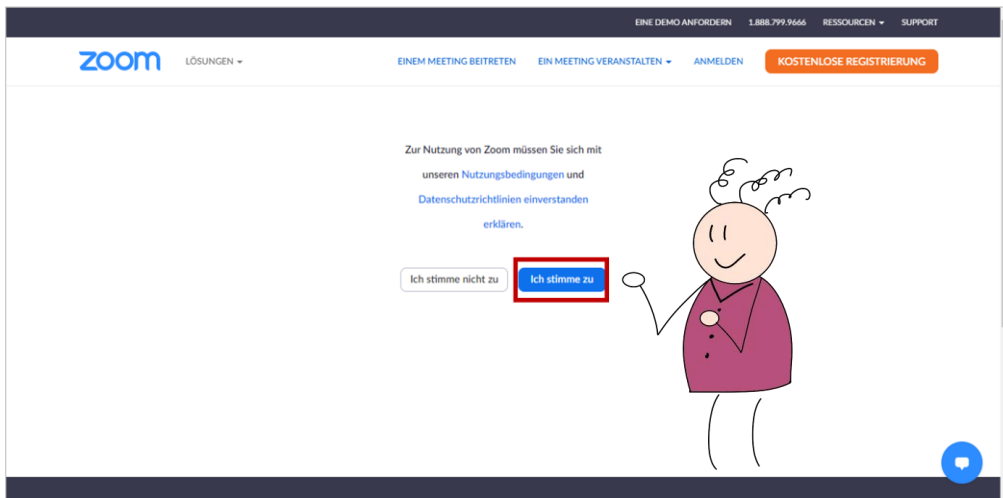 EINE DEMO ANFORDERN 1.888.799.9666 RESSOURCEN SUPPORT
zoom LÖSUNGEN EINEM MEETING BEITRETEN EIN MEETING VERANSTALTEN ANMELDEN KOSTENLOSE REGISTRIERUNG
Zur Nutzung von Zoom müssen Sie sich mit
unseren Nutzungsbedingungen und
Datenschutzrichtlinien einverstanden
erklären.
Ich stimme nicht zu Ich stimme zu